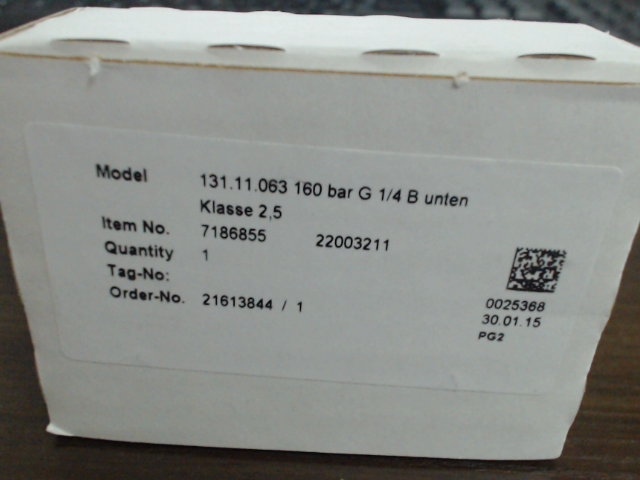 Model 131.11.063 160 bar G 1/4 B unten
Klasse 2,5
Item No. 7186855 22003211
Quantity 1
Tag-No:
Order-No. 21613844 / 1
0025368
30.01.15
PG2